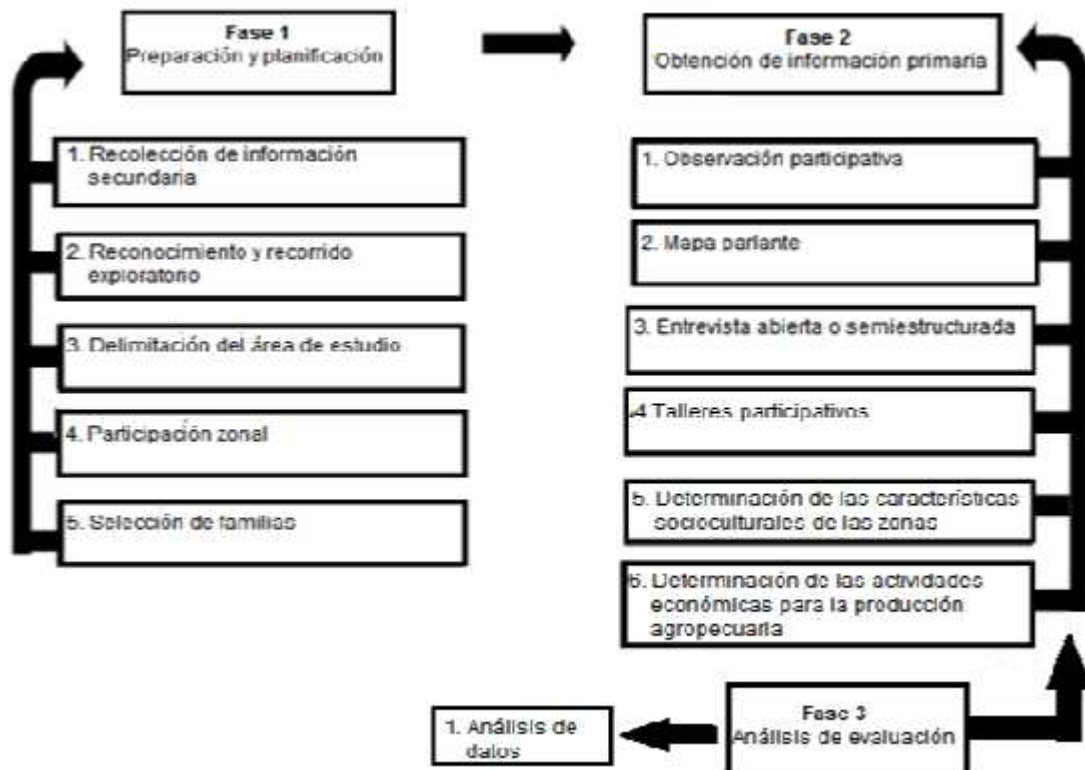 Fase 1
Preparación y planificación
1. Recolección de información
secundaria
2. Reconocimiento y recorrido
exploratorio
3. Delimitación del área de estudio
4. Participación zonal
5. Selección de familias
Fase 2
Obtención de información primaria
1. Observación participativa
2. Mapa parlante
3. Entrevista abierta o semiestructurada
4 Talleres participativos
5. Determinación de las características
socioculturales de las zonas
6. Determinación de las actividades
económicas para la producción
agropecuaria
Fase 3
Análisis de evaluación
1. Análisis de
datos